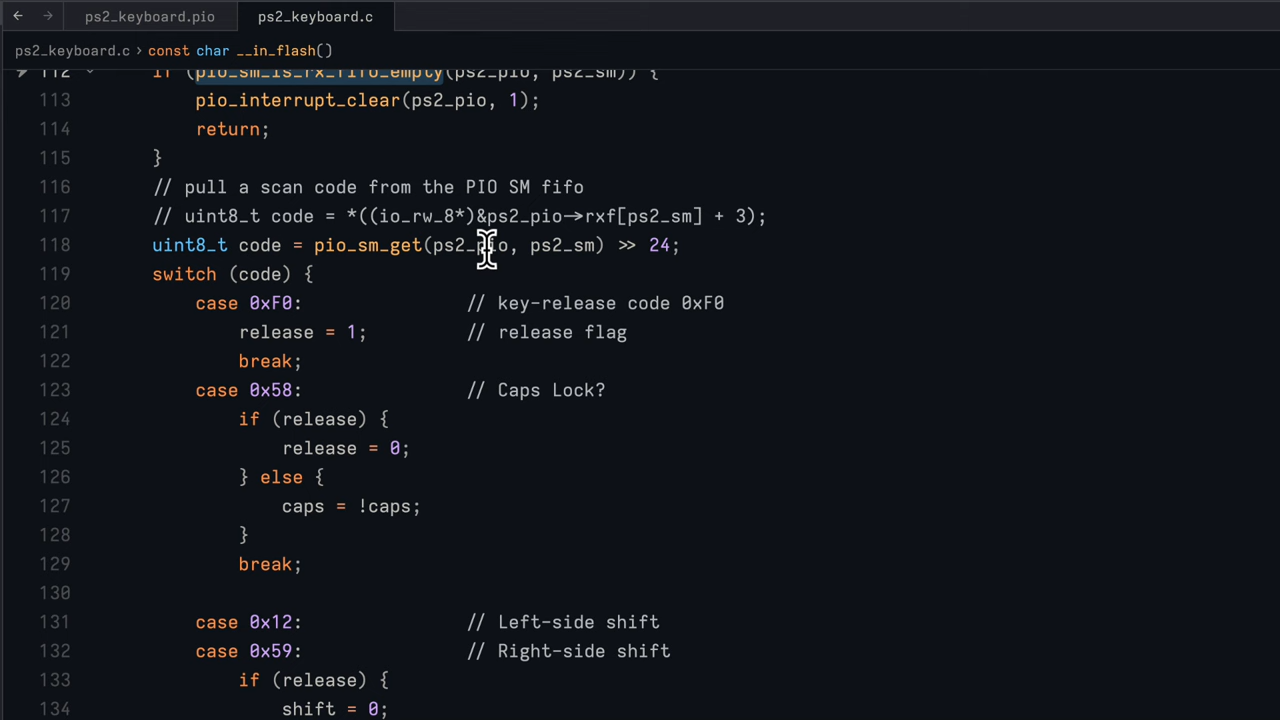 ← → ps2_keyboard.pio ps2_keyboard.c
ps2_keyboard.c › const char __in_flash()
112 if (pio_sm_is_rx_fifo_empty(ps2_pio, ps2_sm)) {
113 pio_interrupt_clear(ps2_pio, 1);
114 return;
115 }
116 // pull a scan code from the PIO SM fifo
117 // uint8_t code = *((io_rw_8*)&ps2_pio->rxf[ps2_sm] + 3);
118 uint8_t code = pio_sm_get(ps2_pio, ps2_sm) >> 24;
119 switch (code) {
120 case 0xF0: // key-release code 0xF0
121 release = 1; // release flag
122 break;
123 case 0x58: // Caps Lock?
124 if (release) {
125 release = 0;
126 } else {
127 caps = !caps;
128 }
129 break;
130
131 case 0x12: // Left-side shift
132 case 0x59: // Right-side shift
133 if (release) {
134 shift = 0;